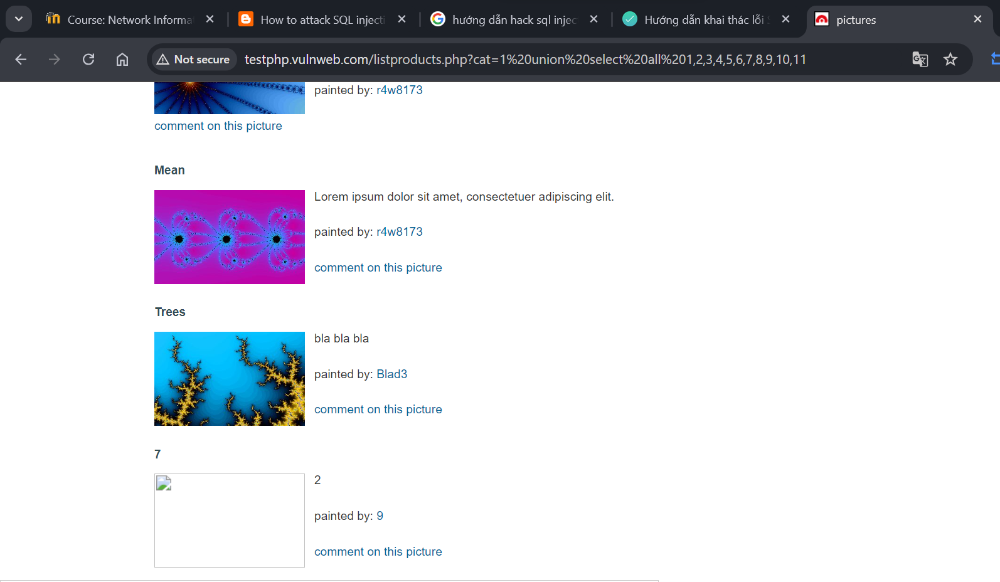 Course: Network Informa
How to attack SQL injecti
hướng dẫn hack sql injec
Hướng dẫn khai thác lỗi S
pictures
Not secure
testphp.vulnweb.com/listproducts.php?cat=1%20union%20select%20all%201,2,3,4,5,6,7,8,9,10,11
painted by: r4w8173
comment on this picture
Mean
Lorem ipsum dolor sit amet, consectetuer adipiscing elit.
painted by: r4w8173
comment on this picture
Trees
bla bla bla
painted by: Blad3
comment on this picture
7
2
painted by: 9
comment on this picture